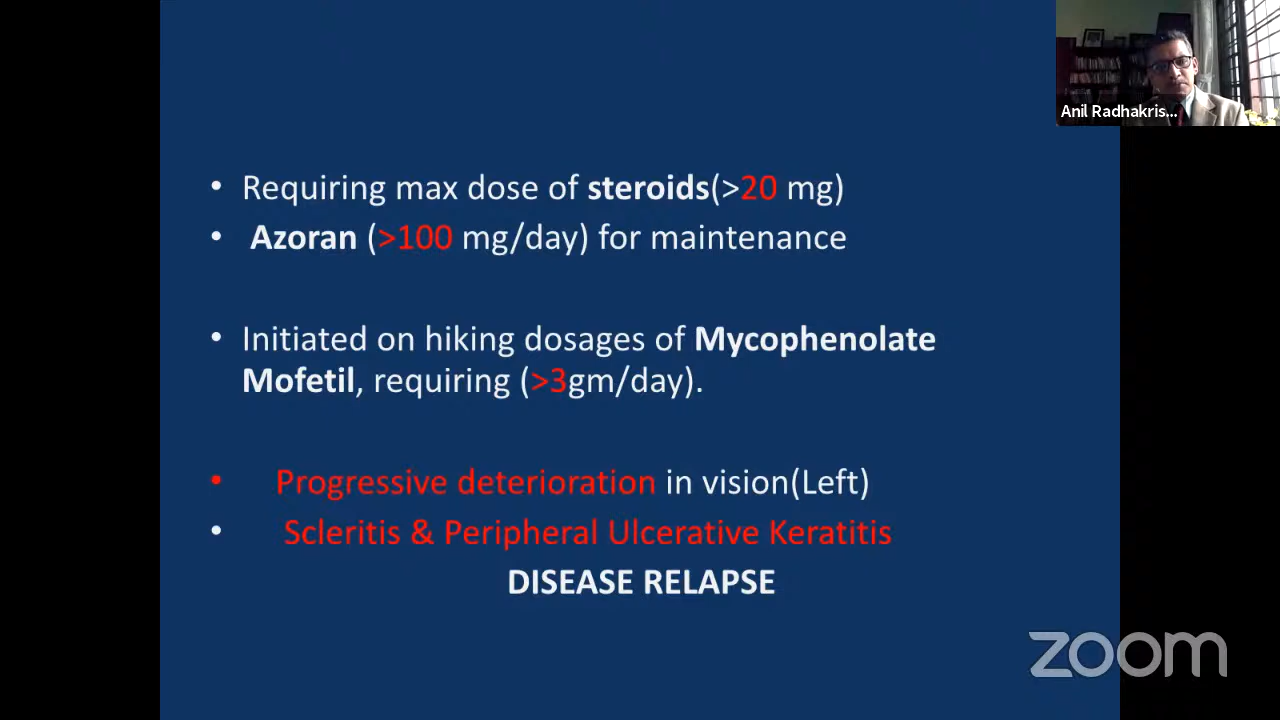 Anil Radhakris...
• Requiring max dose of steroids(>20 mg)
• Azoran (>100 mg/day) for maintenance
• Initiated on hiking dosages of Mycophenolate
Mofetil, requiring (>3gm/day).
• Progressive deterioration in vision(Left)
• Scleritis & Peripheral Ulcerative Keratitis
DISEASE RELAPSE
zoom